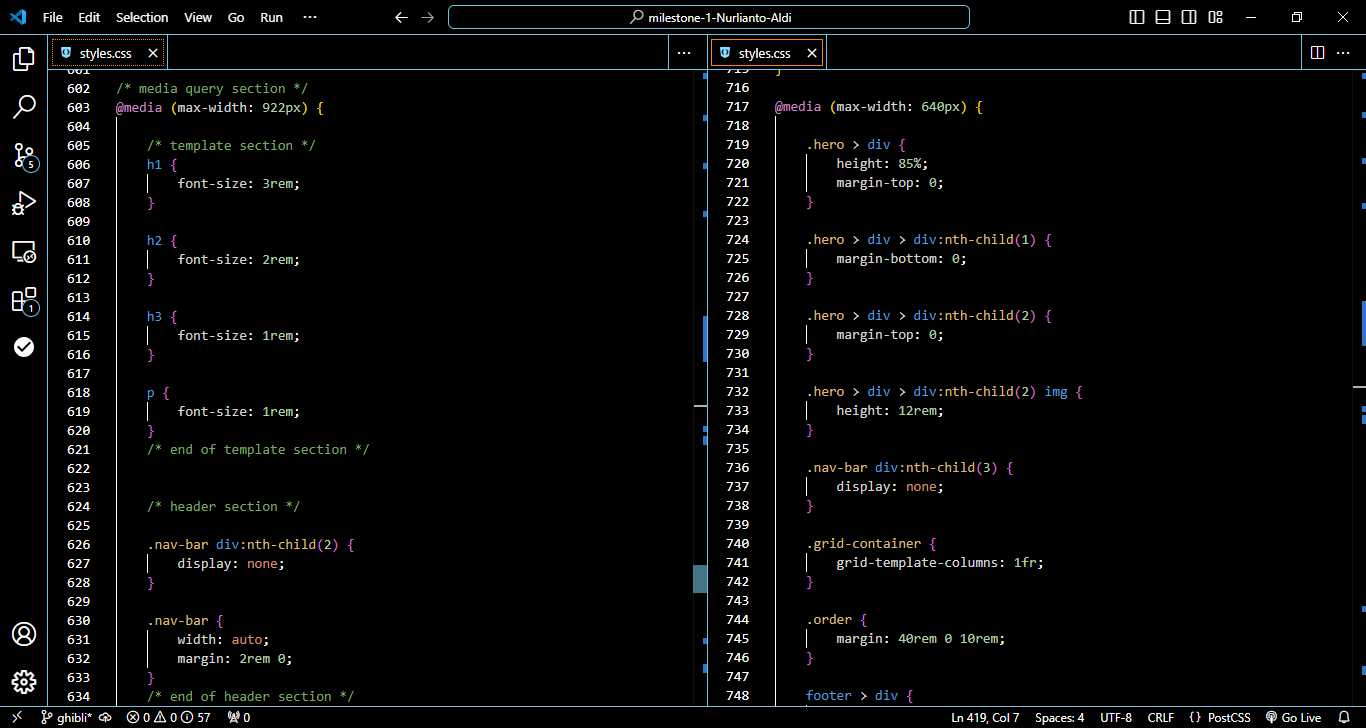 File Edit Selection View Go Run ···
milestone-1-Nurlianto-Aldi
styles.css
601
602 /* media query section */
603 @media (max-width: 922px) {
604
605 /* template section */
606 h1 {
607 font-size: 3rem;
608 }
609
610 h2 {
611 font-size: 2rem;
612 }
613
614 h3 {
615 font-size: 1rem;
616 }
617
618 p {
619 font-size: 1rem;
620 }
621 /* end of template section */
622
623
624 /* header section */
625
626 .nav-bar div:nth-child(2) {
627 display: none;
628 }
629
630 .nav-bar {
631 width: auto;
632 margin: 2rem 0;
633 }
634 /* end of header section */
styles.css
715 }
716
717 @media (max-width: 640px) {
718
719 .hero > div {
720 height: 85%;
721 margin-top: 0;
722 }
723
724 .hero > div > div:nth-child(1) {
725 margin-bottom: 0;
726 }
727
728 .hero > div > div:nth-child(2) {
729 margin-top: 0;
730 }
731
732 .hero > div > div:nth-child(2) img {
733 height: 12rem;
734 }
735
736 .nav-bar div:nth-child(3) {
737 display: none;
738 }
739
740 .grid-container {
741 grid-template-columns: 1fr;
742 }
743
744 .order {
745 margin: 40rem 0 10rem;
746 }
747
748 footer > div {
5
1
ghibli* 0 0 57 0 Ln 419, Col 7 Spaces: 4 UTF-8 CRLF {} PostCSS Go Live